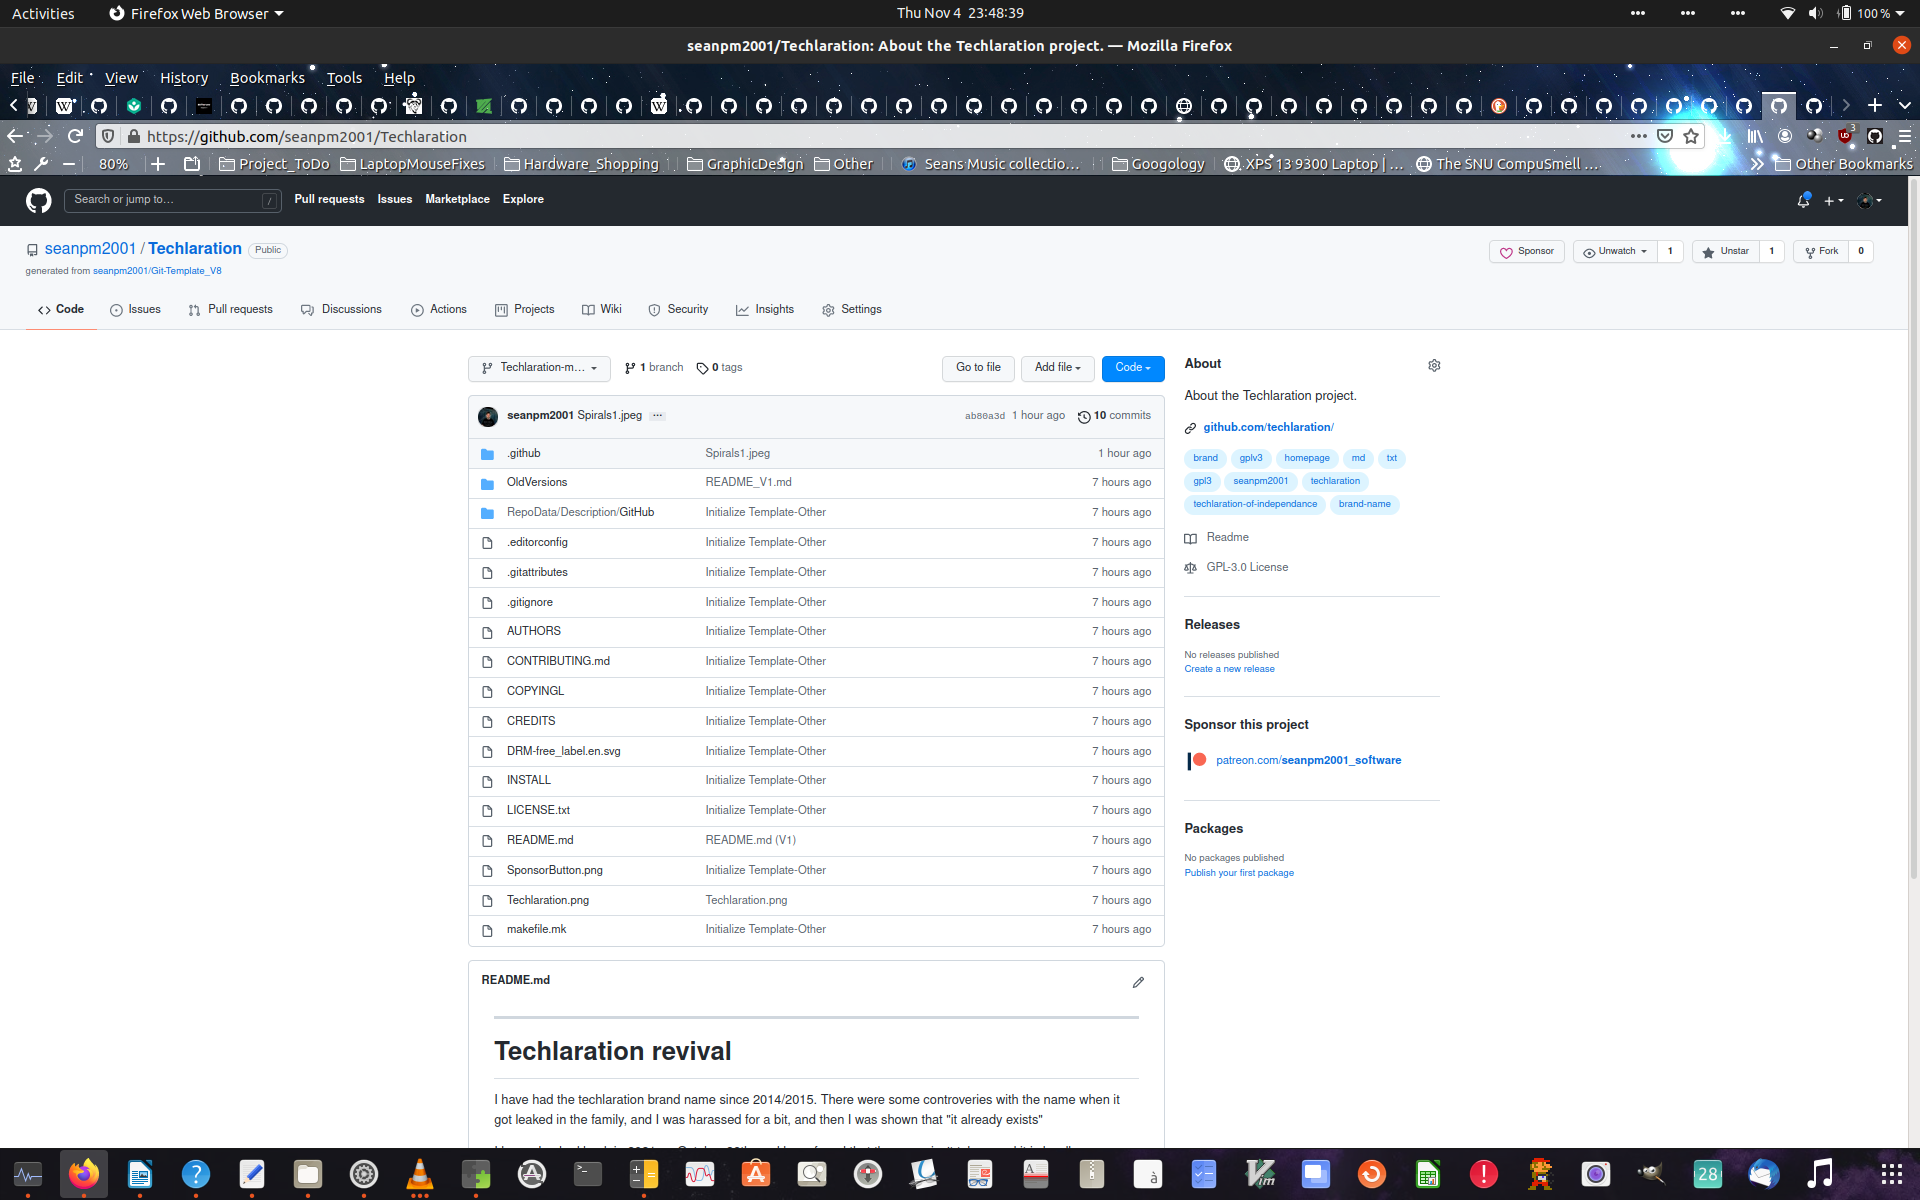 Activities Firefox Web Browser Thu Nov 4 23:48:39 100 %
seanpm2001/Techlaration: About the Techlaration project. — Mozilla Firefox
File Edit View History Bookmarks Tools Help
https://github.com/seanpm2001/Techlaration 3
80% Project_ToDo LaptopMouseFixes Hardware_Shopping GraphicDesign Other Seans Music collectio… Googology XPS 13 9300 Laptop | … The SNU CompuSmell … Other Bookmarks
Search or jump to… / Pull requests Issues Marketplace Explore
seanpm2001 / Techlaration Public Sponsor Unwatch 1 Unstar 1 Fork 0
generated from seanpm2001/Git-Template_V8
Code Issues Pull requests Discussions Actions Projects Wiki Security Insights Settings
Techlaration-m… 1 branch 0 tags Go to file Add file Code
seanpm2001 Spirals1.jpeg ab80a3d 1 hour ago 10 commits
.github Spirals1.jpeg 1 hour ago
OldVersions README_V1.md 7 hours ago
RepoData/Description/GitHub Initialize Template-Other 7 hours ago
.editorconfig Initialize Template-Other 7 hours ago
.gitattributes Initialize Template-Other 7 hours ago
.gitignore Initialize Template-Other 7 hours ago
AUTHORS Initialize Template-Other 7 hours ago
CONTRIBUTING.md Initialize Template-Other 7 hours ago
COPYINGL Initialize Template-Other 7 hours ago
CREDITS Initialize Template-Other 7 hours ago
DRM-free_label.en.svg Initialize Template-Other 7 hours ago
INSTALL Initialize Template-Other 7 hours ago
LICENSE.txt Initialize Template-Other 7 hours ago
README.md README.md (V1) 7 hours ago
SponsorButton.png Initialize Template-Other 7 hours ago
Techlaration.png Techlaration.png 7 hours ago
makefile.mk Initialize Template-Other 7 hours ago
README.md
Techlaration revival
I have had the techlaration brand name since 2014/2015. There were some controveries with the name when it
got leaked in the family, and I was harassed for a bit, and then I was shown that "it already exists"
About
About the Techlaration project.
github.com/techlaration/
brand gplv3 homepage md txt
gpl3 seanpm2001 techlaration
techlaration-of-independance brand-name
Readme
GPL-3.0 License
Releases
No releases published
Create a new release
Sponsor this project
patreon.com/seanpm2001_software
Packages
No packages published
Publish your first package
28